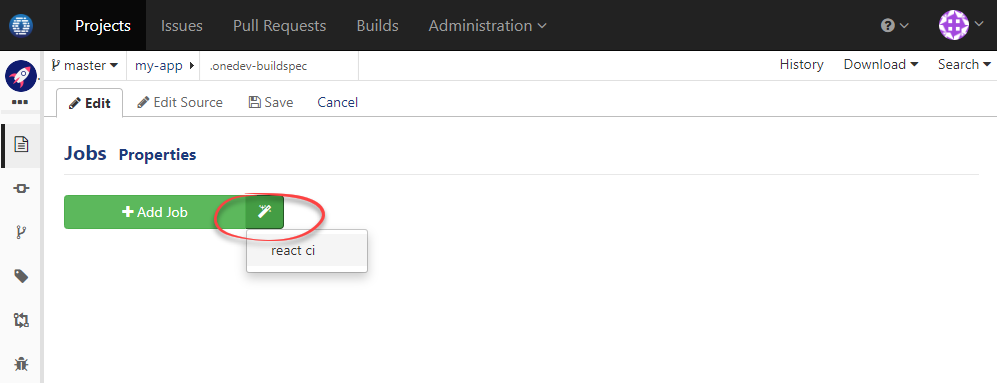 Projects Issues Pull Requests Builds Administration
master my-app .onedev-buildspec History Download Search
Edit Edit Source Save Cancel
Jobs Properties
Add Job
react ci